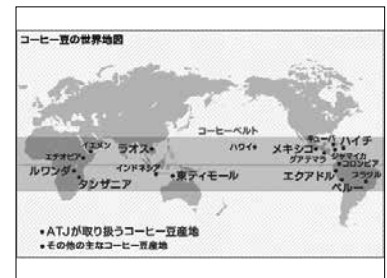 コーヒー豆の世界地図
コーヒーベルト
イエメン
エチオピア
ラオス
ハワイ
キューバ
ハイチ
メキシコ
ジャマイカ
グアテマラ
コロンビア
ルワンダ
インドネシア
東ティモール
エクアドル
ブラジル
タンザニア
ペルー
•ATJが取り扱うコーヒー豆産地
•その他の主なコーヒー豆産地